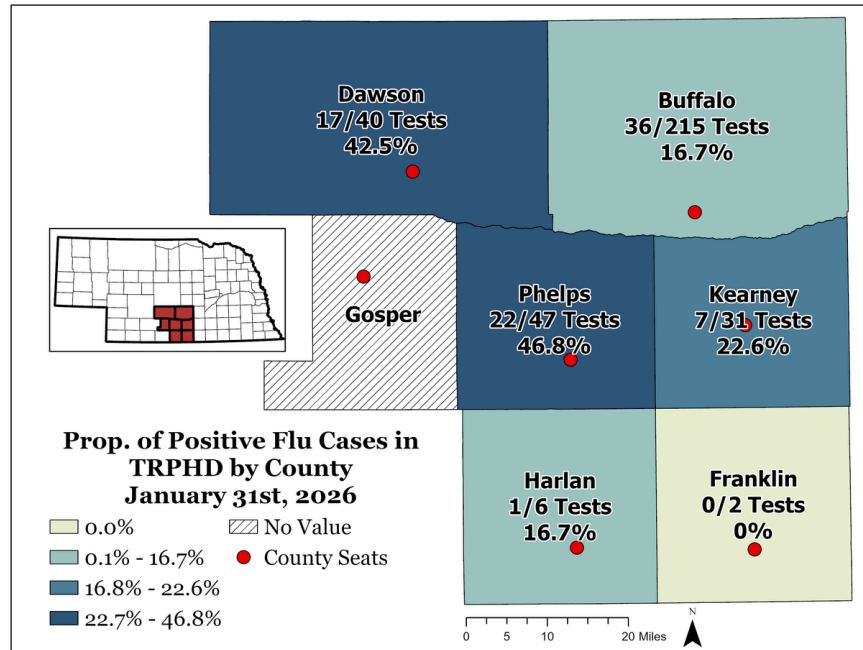 Dawson
17/40 Tests
42.5%
Buffalo
36/215 Tests
16.7%
Gosper
Phelps
22/47 Tests
46.8%
Kearney
7/31 Tests
22.6%
Harlan
1/6 Tests
16.7%
Franklin
0/2 Tests
0%
Prop. of Positive Flu Cases in
TRPHD by County
January 31st, 2026
0.0%
0.1% - 16.7%
16.8% - 22.6%
22.7% - 46.8%
No Value
County Seats
0 5 10 20 Miles
N